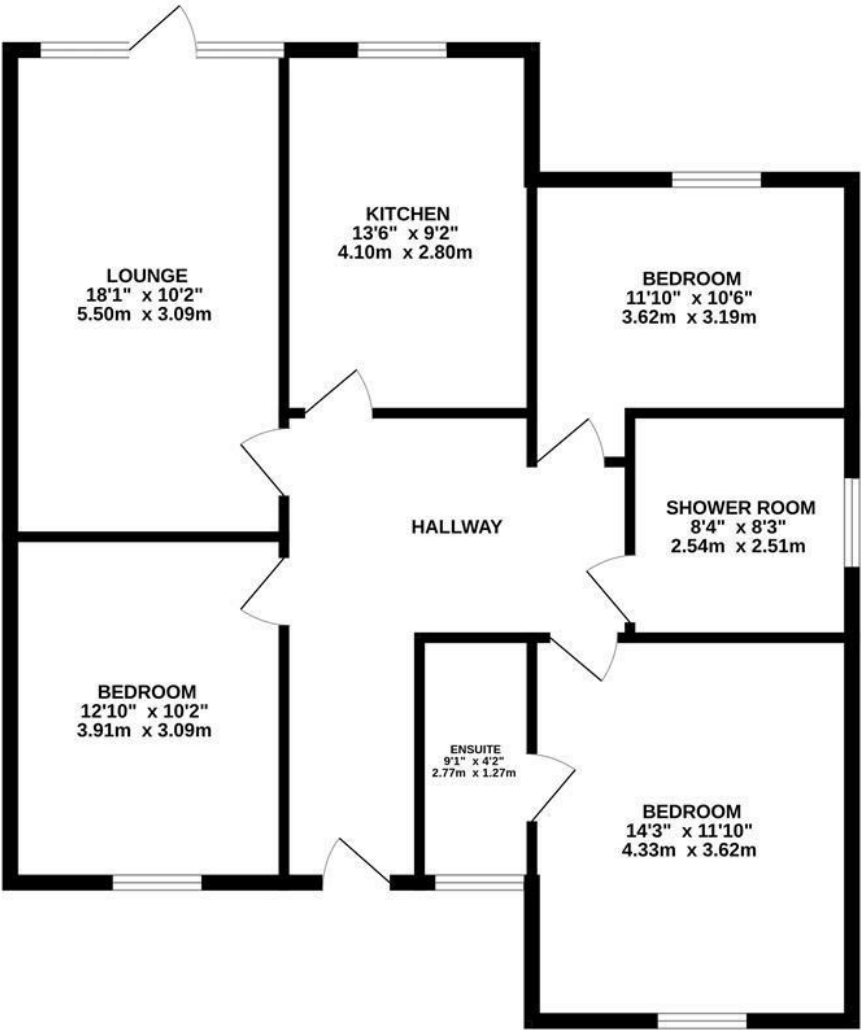 KITCHEN
13'6" x 9'2"
4.10m x 2.80m
LOUNGE
18'1" x 10'2"
5.50m x 3.09m
BEDROOM
11'10" x 10'6"
3.62m x 3.19m
HALLWAY
SHOWER ROOM
8'4" x 8'3"
2.54m x 2.51m
BEDROOM
12'10" x 10'2"
3.91m x 3.09m
ENSUITE
9'1" x 4'2"
2.77m x 1.27m
BEDROOM
14'3" x 11'10"
4.33m x 3.62m